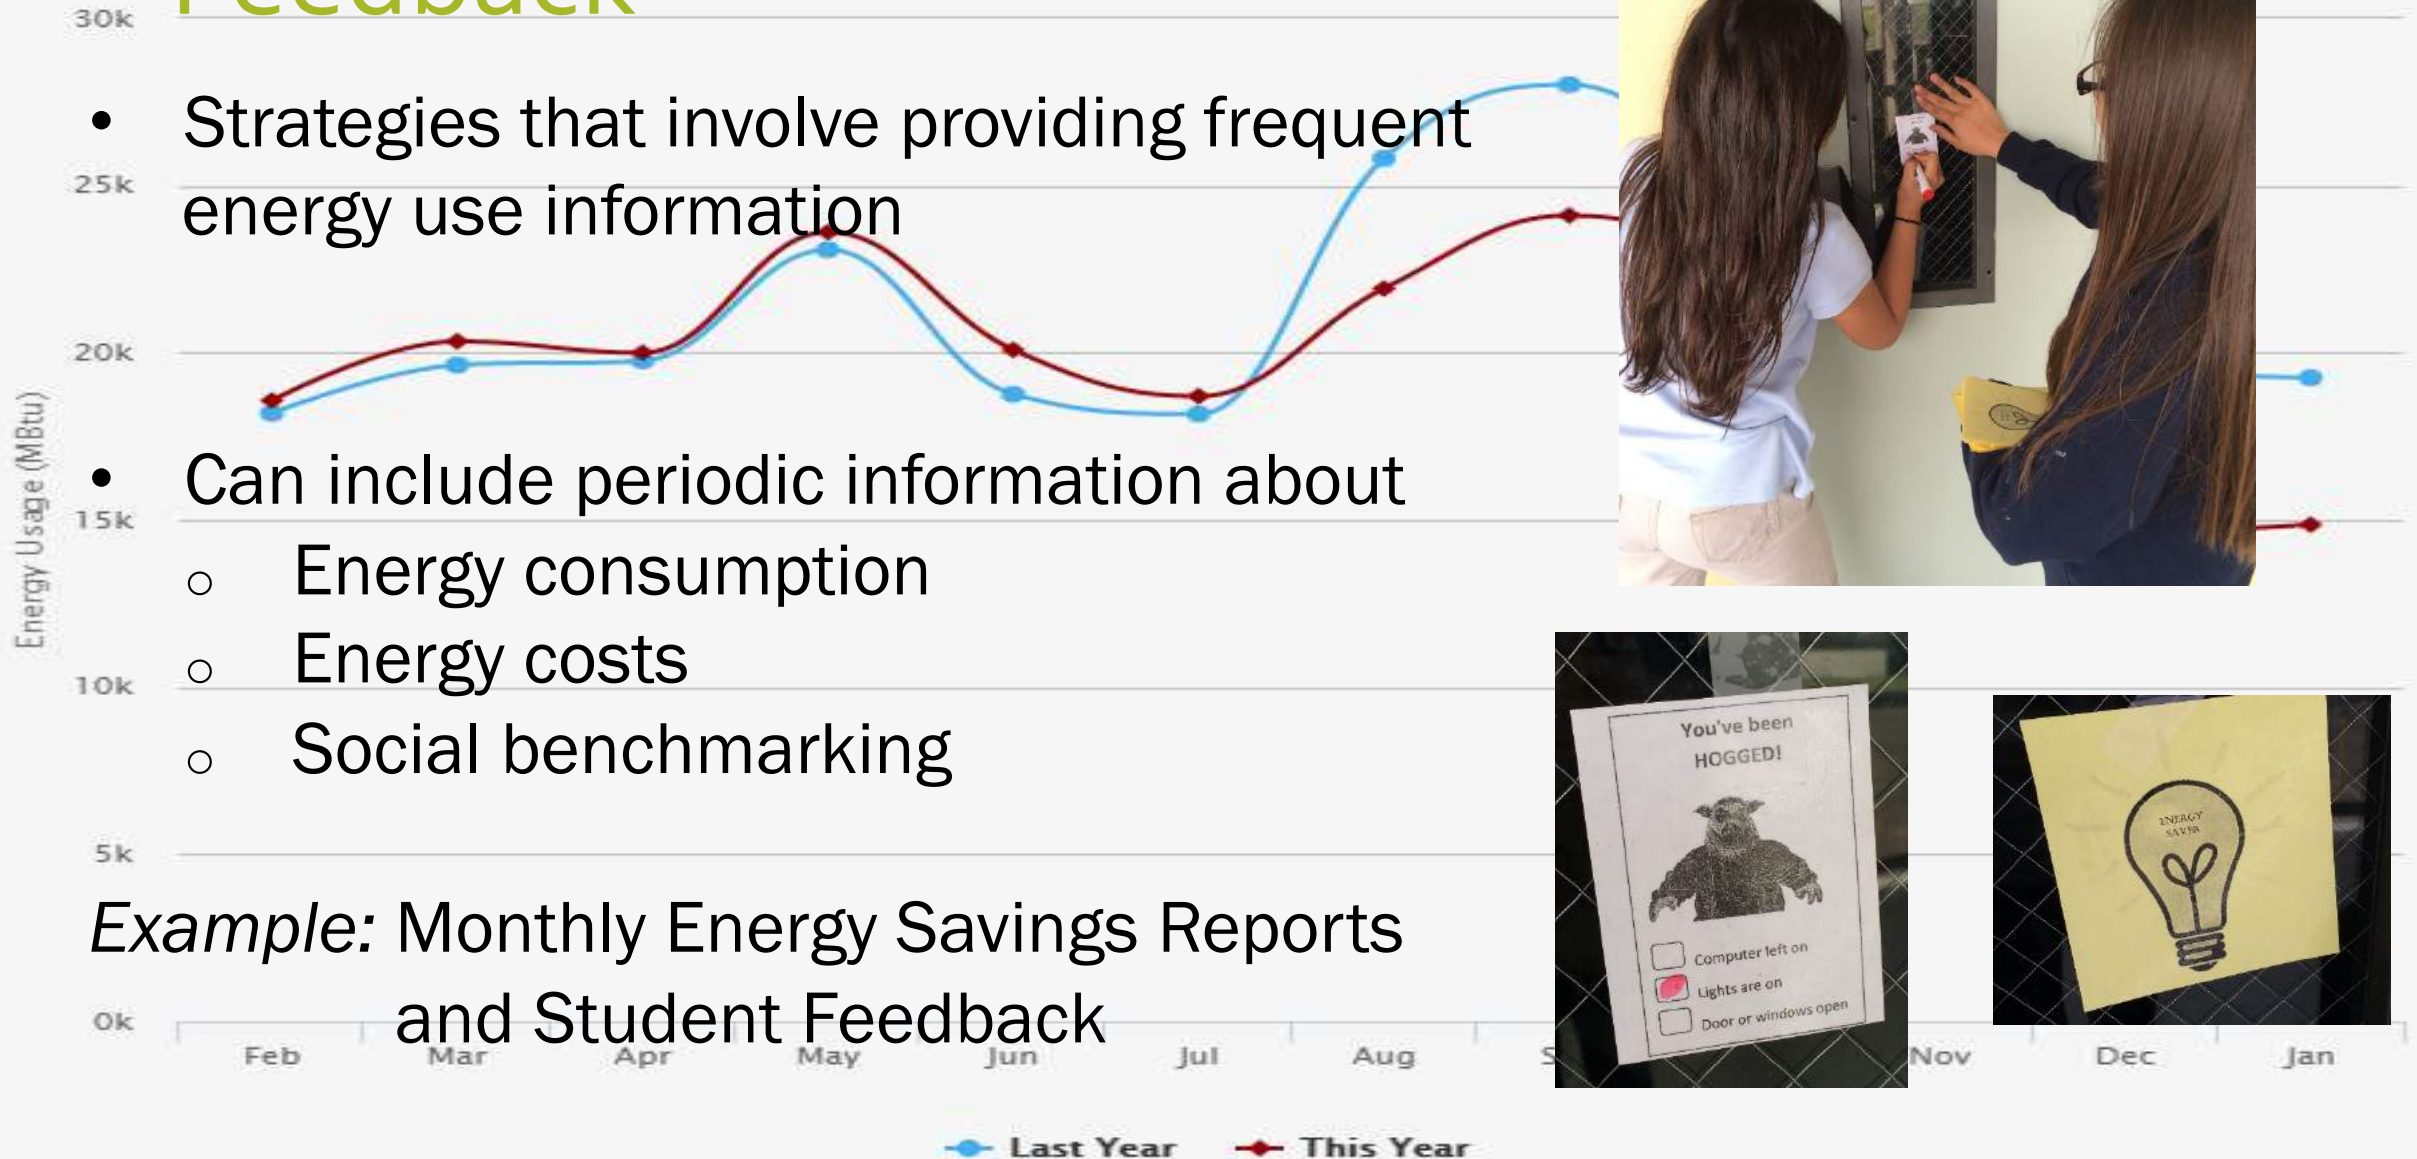 Feedback
• Strategies that involve providing frequent
energy use information
• Can include periodic information about
○ Energy consumption
○ Energy costs
○ Social benchmarking
Example: Monthly Energy Savings Reports
and Student Feedback
Energy Usage (MBtu)
30k
25k
20k
15k
10k
5k
0k
Feb Mar Apr May Jun Jul Aug Nov Dec Jan
Last Year This Year
You've been
HOGGED!
Computer left on
Lights are on
Door or windows open
ENERGY
SAVER